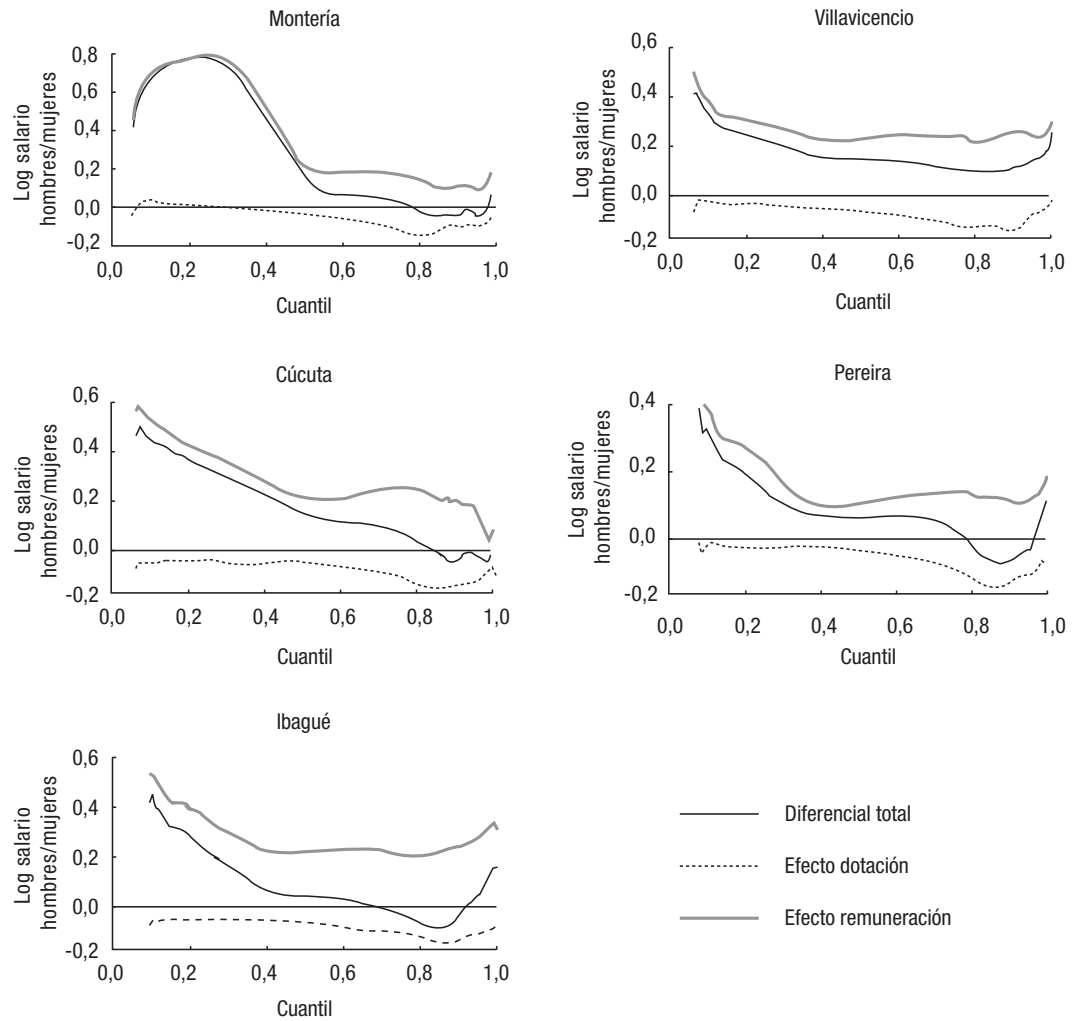 Montería
Log salario
hombres/mujeres
0,8
0,6
0,4
0,2
0,0
-0,2
0,0 0,2 0,4 0,6 0,8 1,0
Cuantil
Villavicencio
Log salario
hombres/mujeres
0,6
0,4
0,2
0,0
-0,2
0,0 0,2 0,4 0,6 0,8 1,0
Cuantil
Cúcuta
Log salario
hombres/mujeres
0,6
0,4
0,2
0,0
-0,2
0,0 0,2 0,4 0,6 0,8 1,0
Cuantil
Pereira
Log salario
hombres/mujeres
0,4
0,2
0,0
-0,2
0,0 0,2 0,4 0,6 0,8 1,0
Cuantil
Ibagué
Log salario
hombres/mujeres
0,6
0,4
0,2
0,0
-0,2
0,0 0,2 0,4 0,6 0,8 1,0
Cuantil
Diferencial total
Efecto dotación
Efecto remuneración